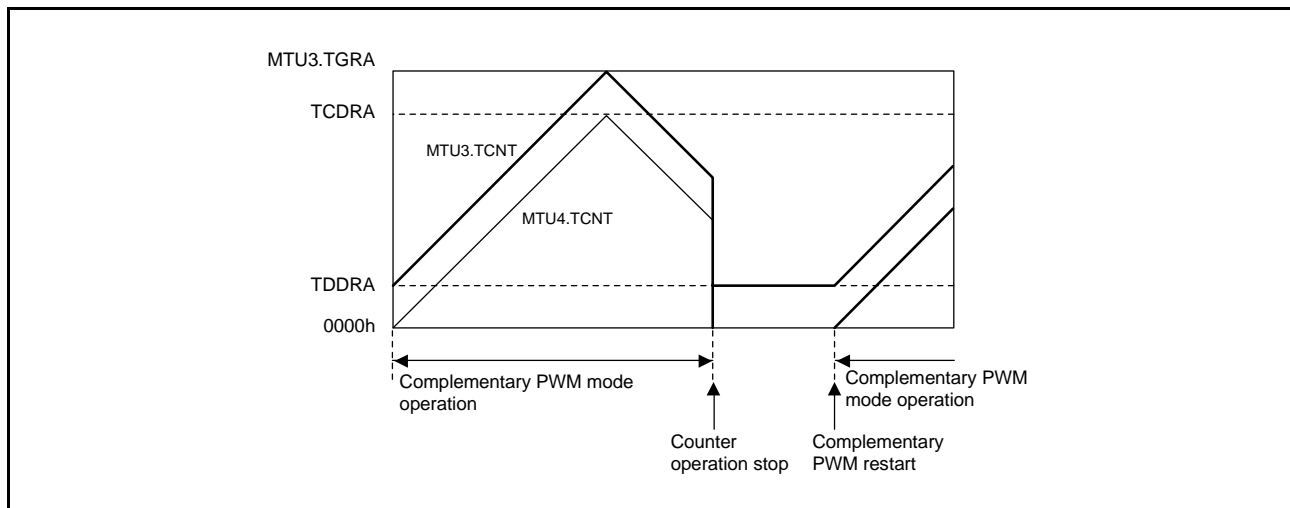 MTU3.TGRA
TCDRA
MTU3.TCNT
MTU4.TCNT
TDDRA
0000h
Complementary PWM mode
operation
Complementary PWM
mode operation
Counter
operation stop
Complementary
PWM restart